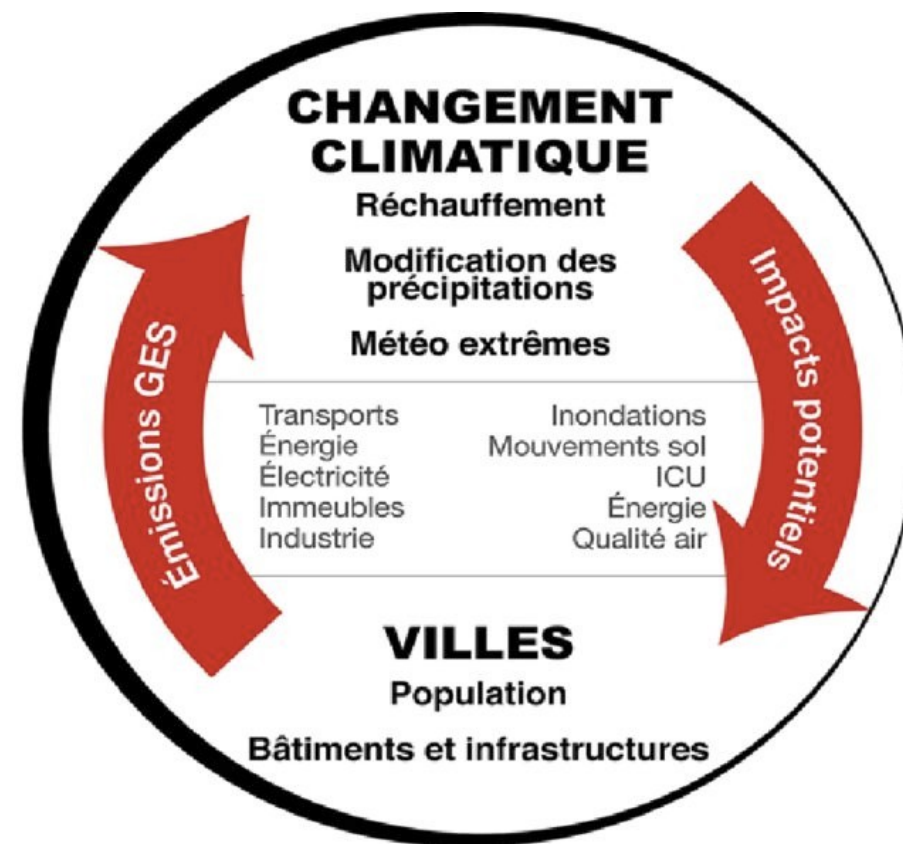 CHANGEMENT
CLIMATIQUE
Réchauffement
Modification des
précipitations
Météo extrêmes
Émissions GES
Impacts potentiels
Transports
Énergie
Électricité
Immeubles
Industrie
Inondations
Mouvements sol
ICU
Énergie
Qualité air
VILLES
Population
Bâtiments et infrastructures